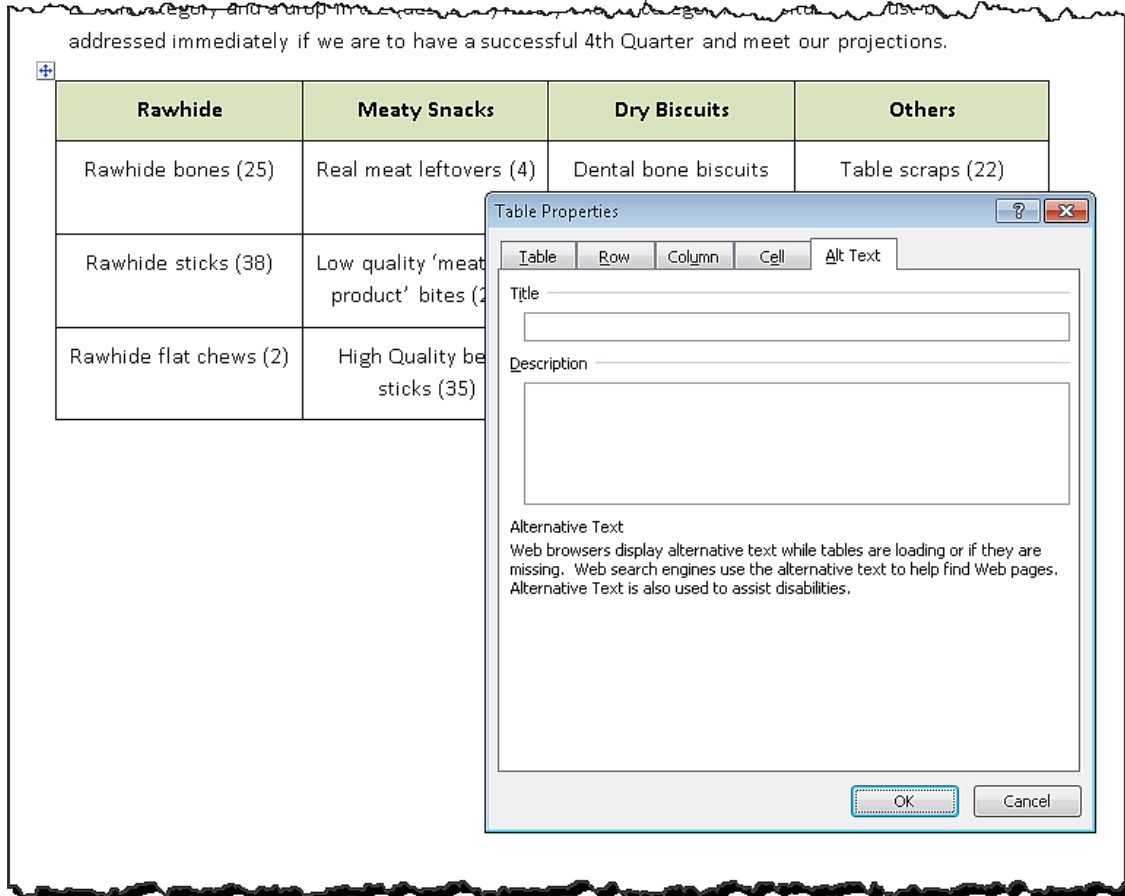 addressed immediately if we are to have a successful 4th Quarter and meet our projections.
Rawhide Meaty Snacks Dry Biscuits Others
Rawhide bones (25) Real meat leftovers (4) Dental bone biscuits Table scraps (22)
Rawhide sticks (38) Low quality ‘meat
product’ bites
Rawhide flat chews (2) High Quality
sticks (35)
Table Properties
Table Row Column Cell Alt Text
Title
Description
Alternative Text
Web browsers display alternative text while tables are loading or if they are
missing. Web search engines use the alternative text to help find Web pages.
Alternative Text is also used to assist disabilities.
OK Cancel